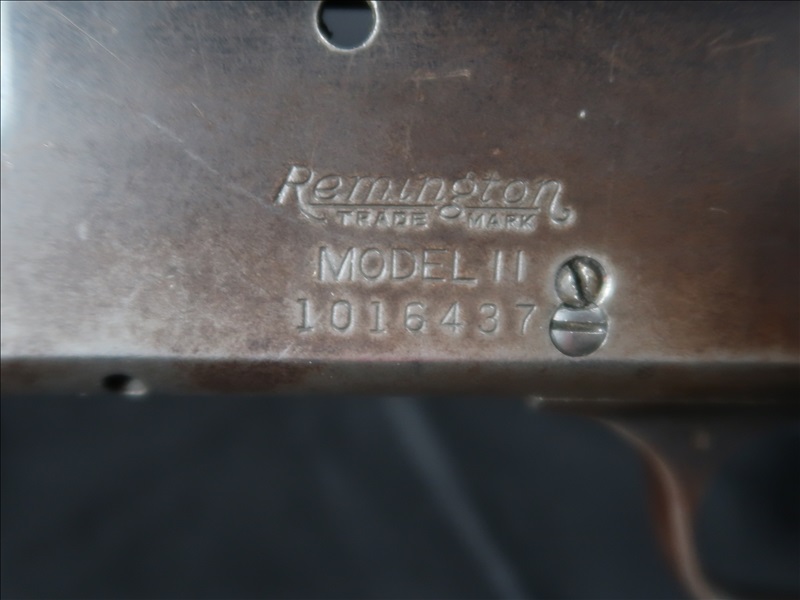 Remington
TRADE MARK
MODEL 11
1016437